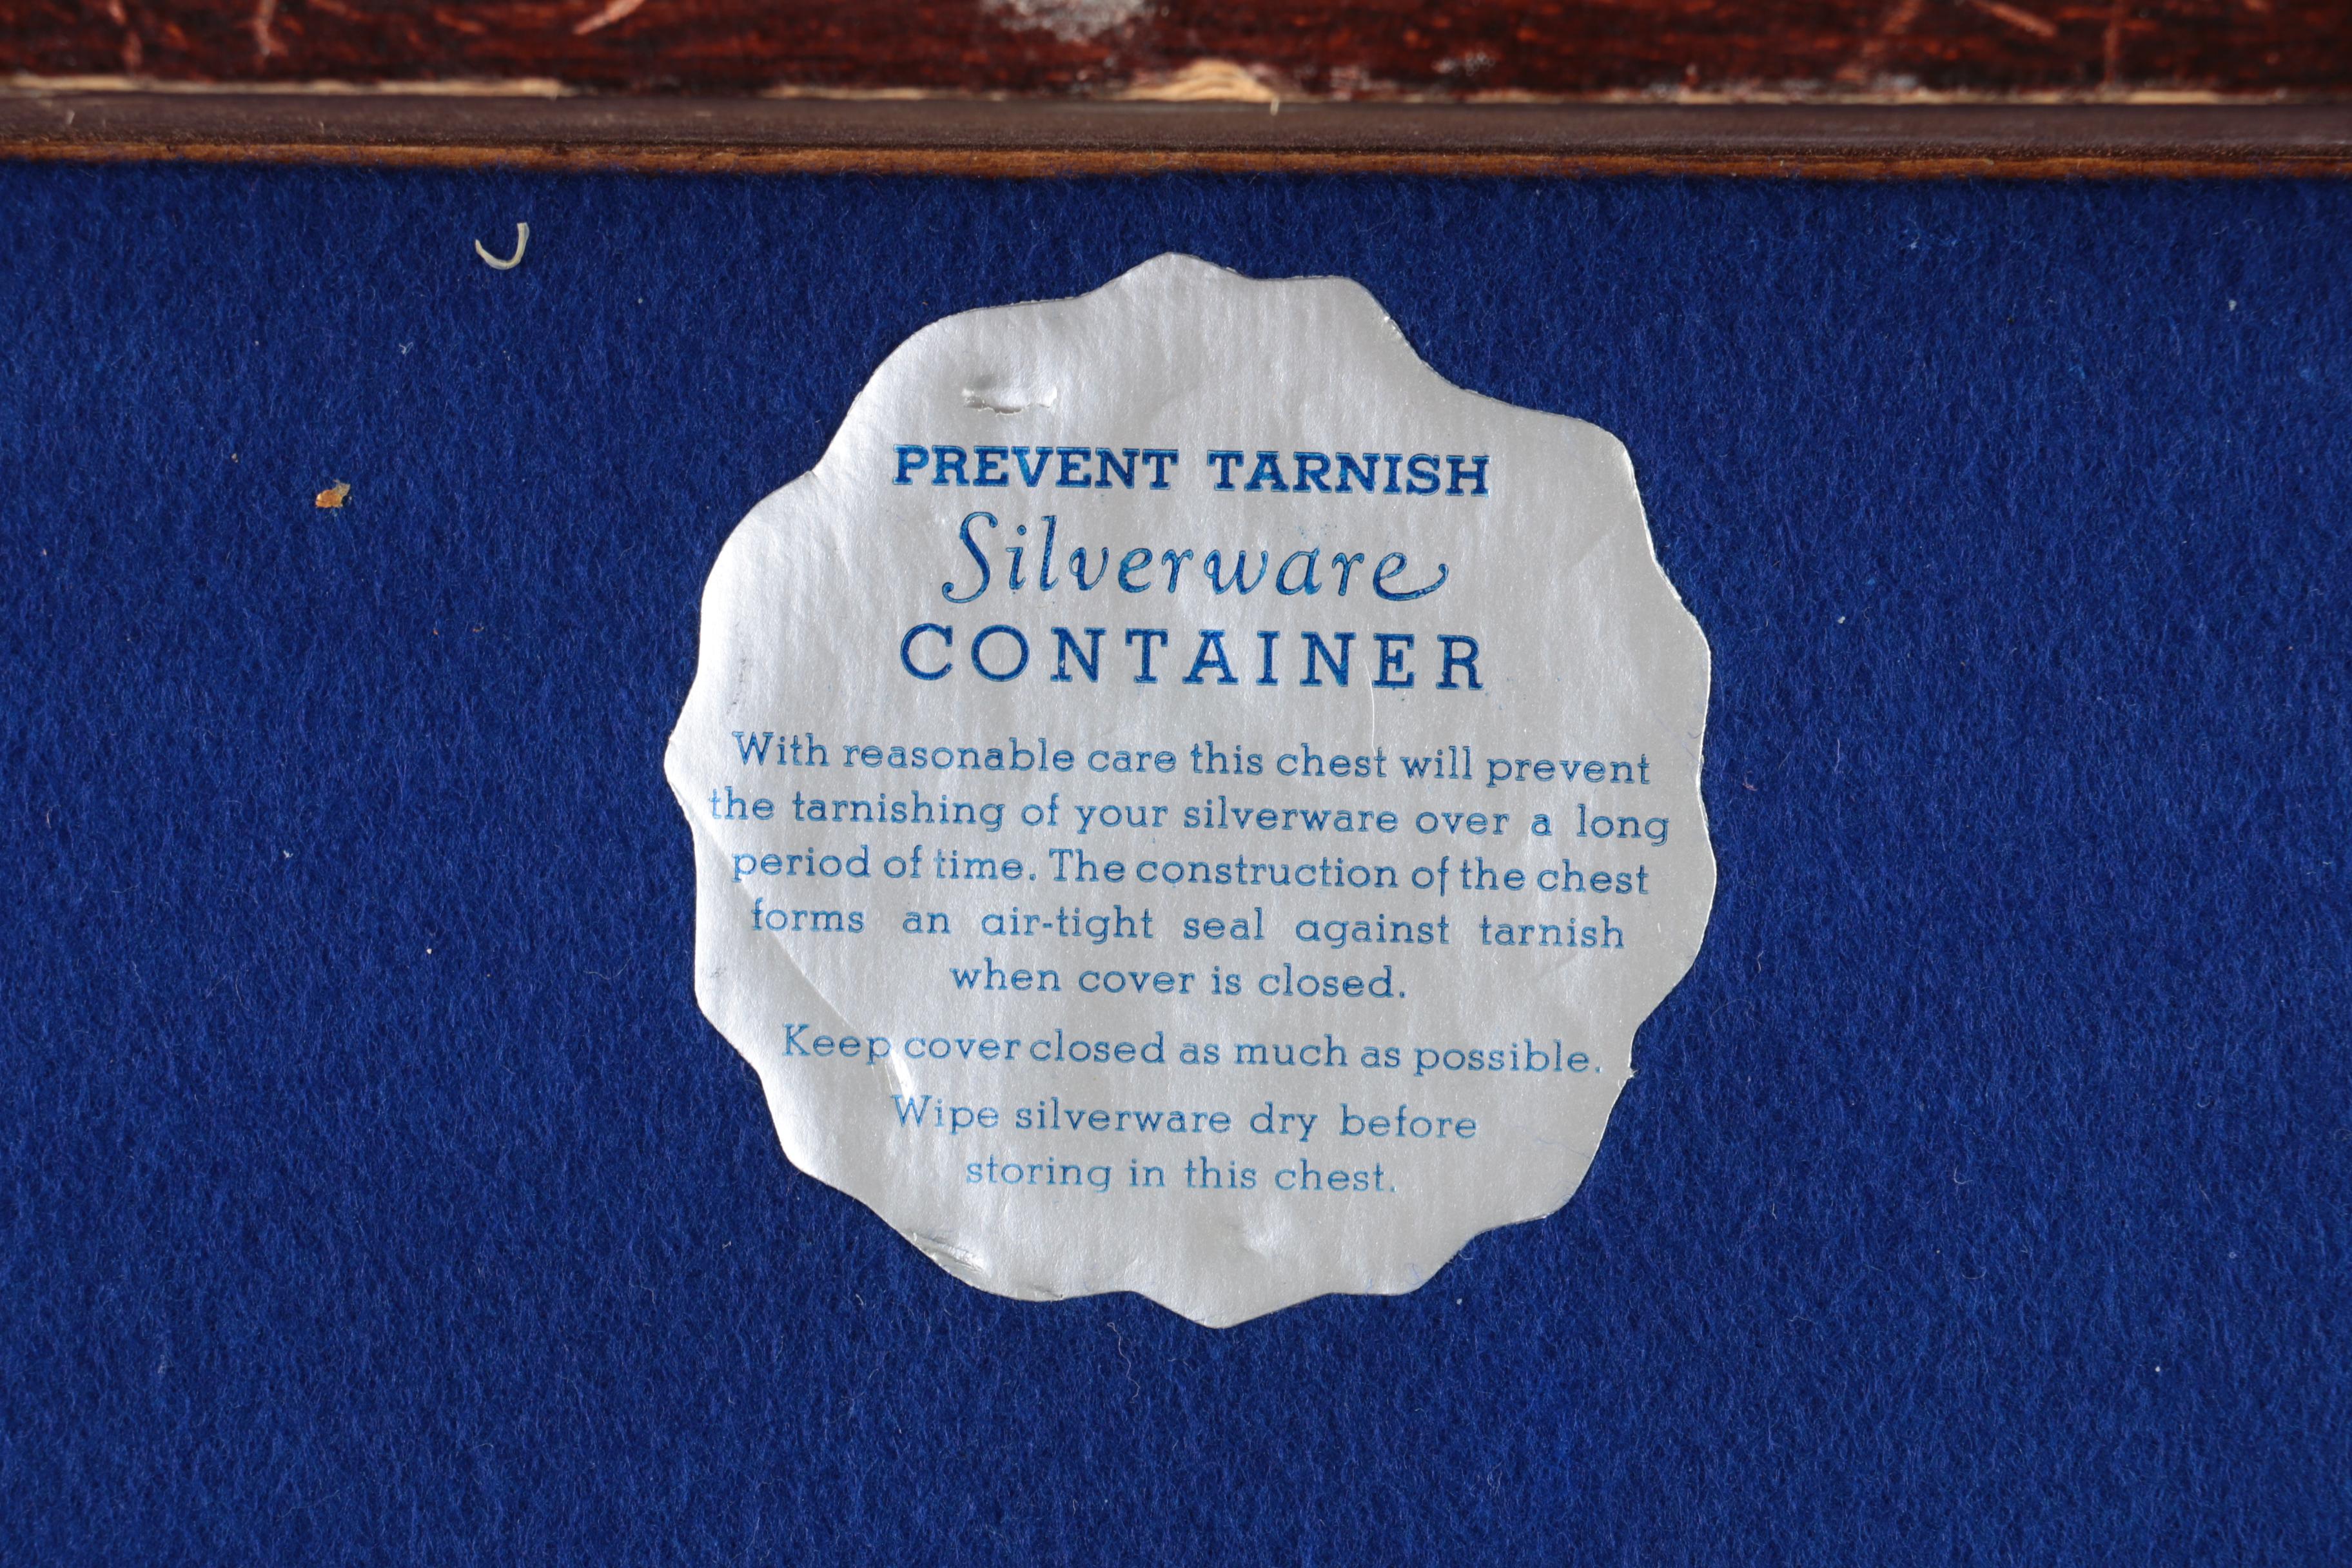 PREVENT TARNISH
Silverware
CONTAINER
With reasonable care this chest will prevent
the tarnishing of your silverware over a long
period of time. The construction of the chest
forms an air-tight seal against tarnish
when cover is closed.
Keep cover closed as much as possible.
Wipe silverware dry before
storing in this chest.